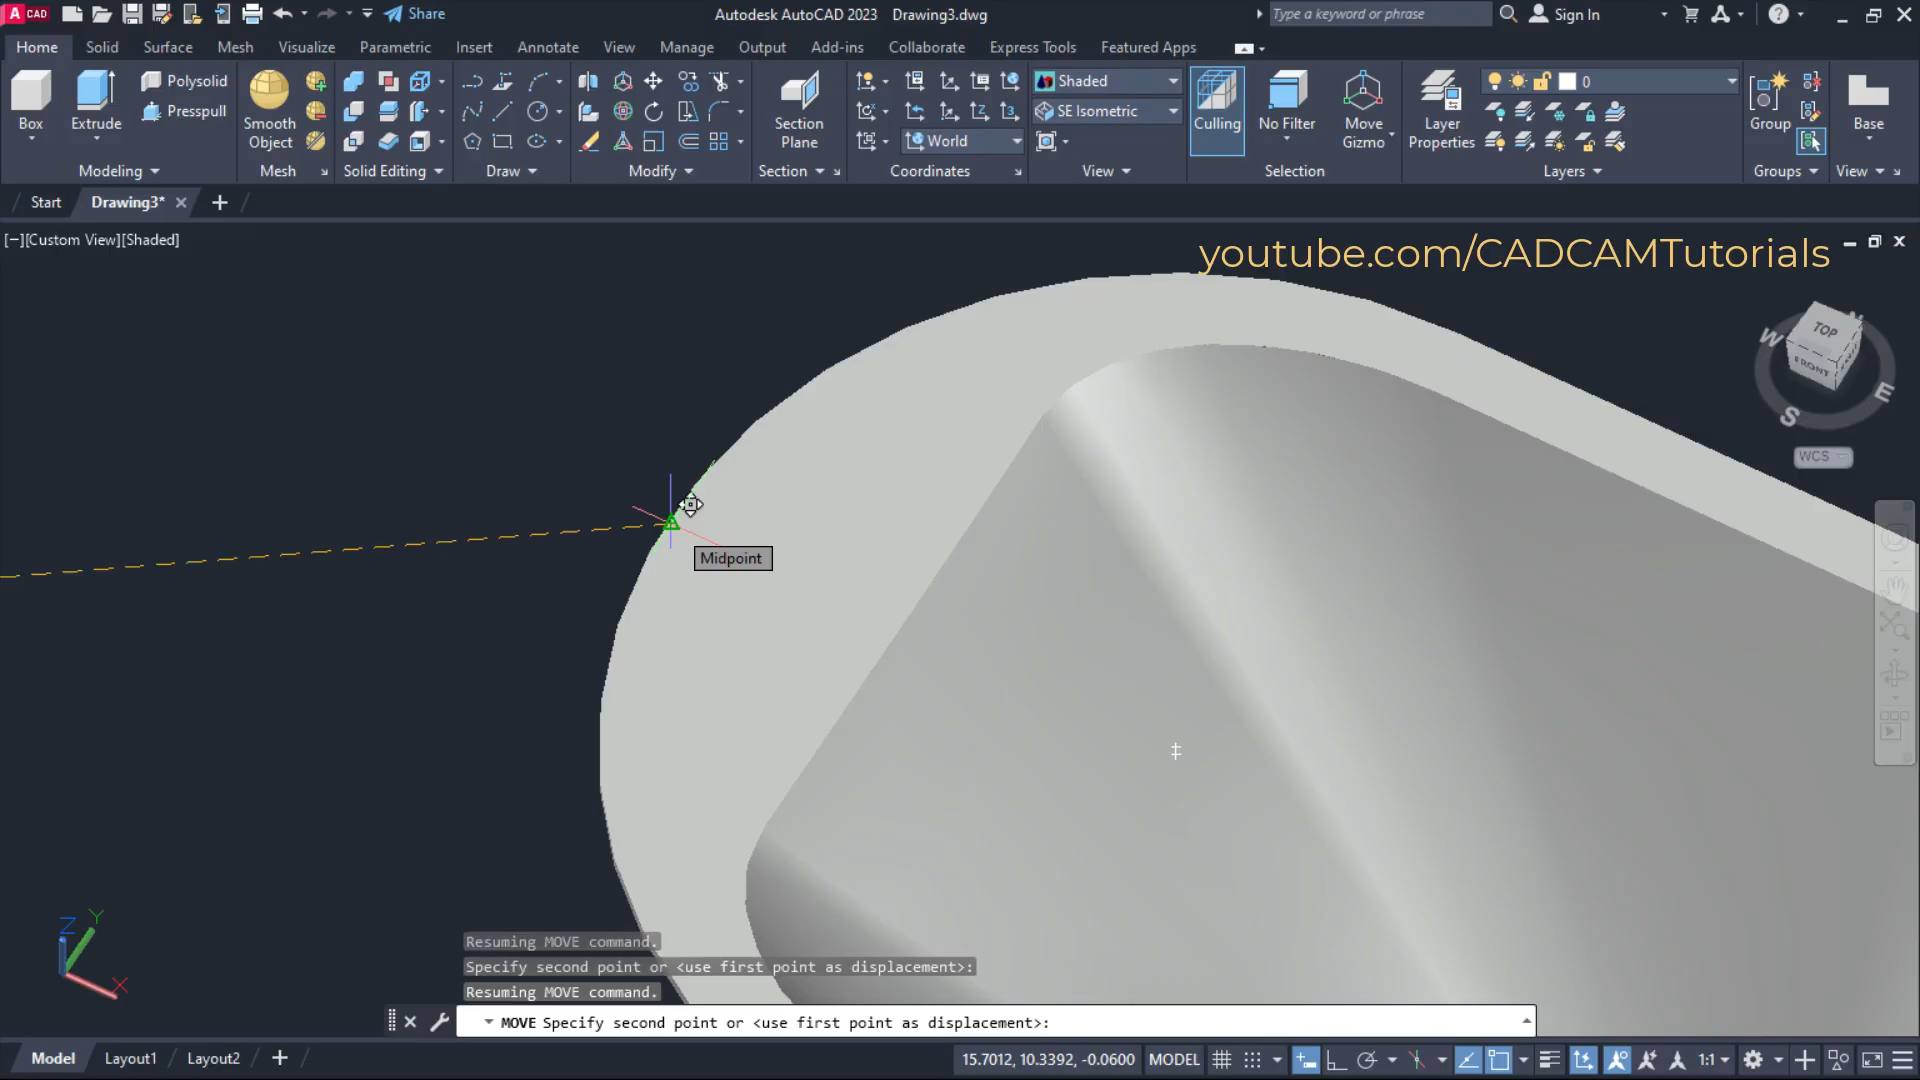 CAD Share Autodesk AutoCAD 2023 Drawing3.dwg Type a keyword or phrase Sign In
Home Solid Surface Mesh Visualize Parametric Insert Annotate View Manage Output Add-ins Collaborate Express Tools Featured Apps
Box
Extrude
Polysolid
Presspull
Modeling
Smooth
Object
Mesh
Solid Editing
Draw
Modify
Section
Plane
Section
World
Coordinates
Shaded
SE Isometric
View
Culling
No Filter
Move
Gizmo
Selection
Layer
Properties
0
Layers
Group
Groups
Base
View
Start Drawing3*
[−][Custom View][Shaded]
youtube.com/CADCAMTutorials
TOP
FRONT
N
W
E
S
WCS
Midpoint
Z Y
X
Resuming MOVE command.
Specify second point or <use first point as displacement>:
Resuming MOVE command.
MOVE Specify second point or <use first point as displacement>:
Model Layout1 Layout2 15.7012, 10.3392, -0.0600 MODEL 1:1